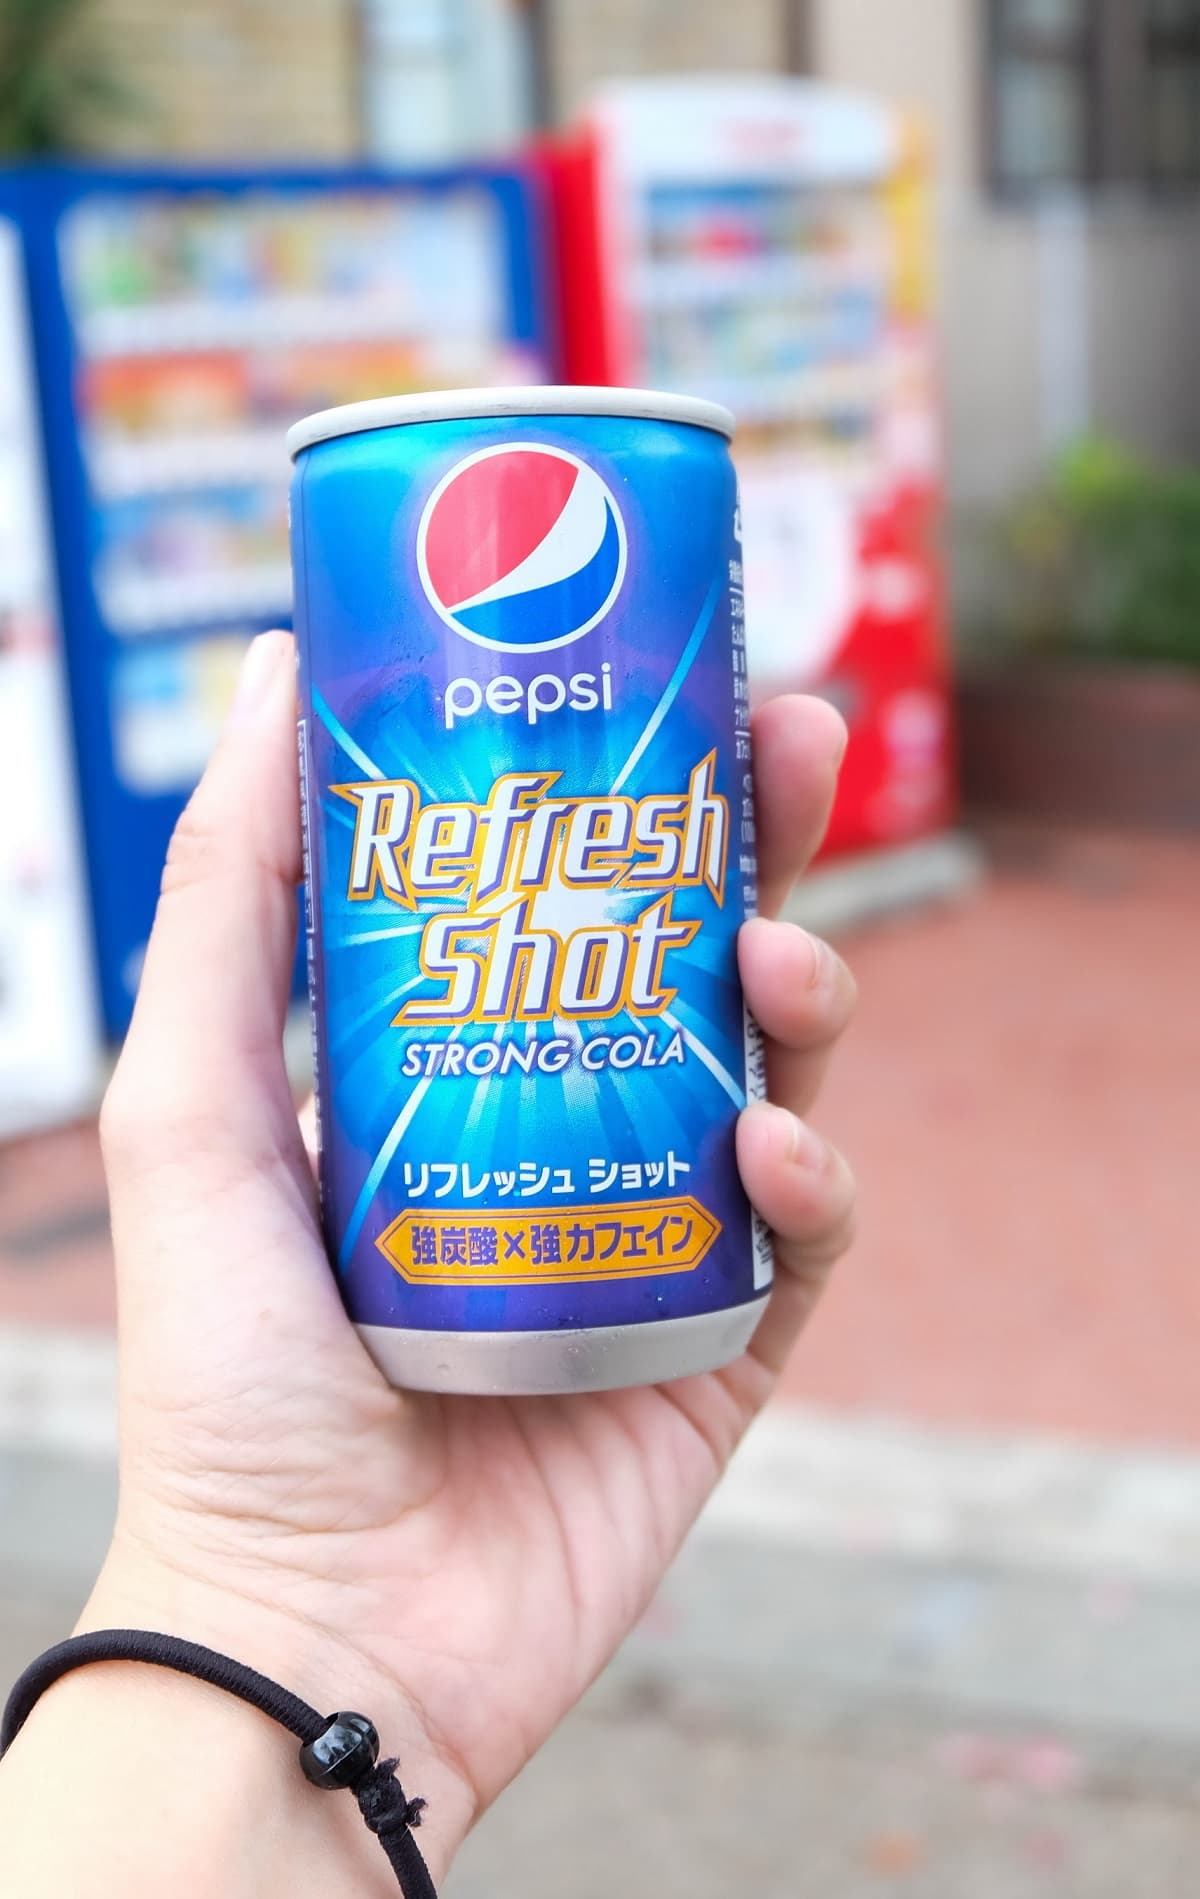 pepsi
Refresh
Shot
STRONG COLA
リフレッシュ ショット
強炭酸×強カフェイン